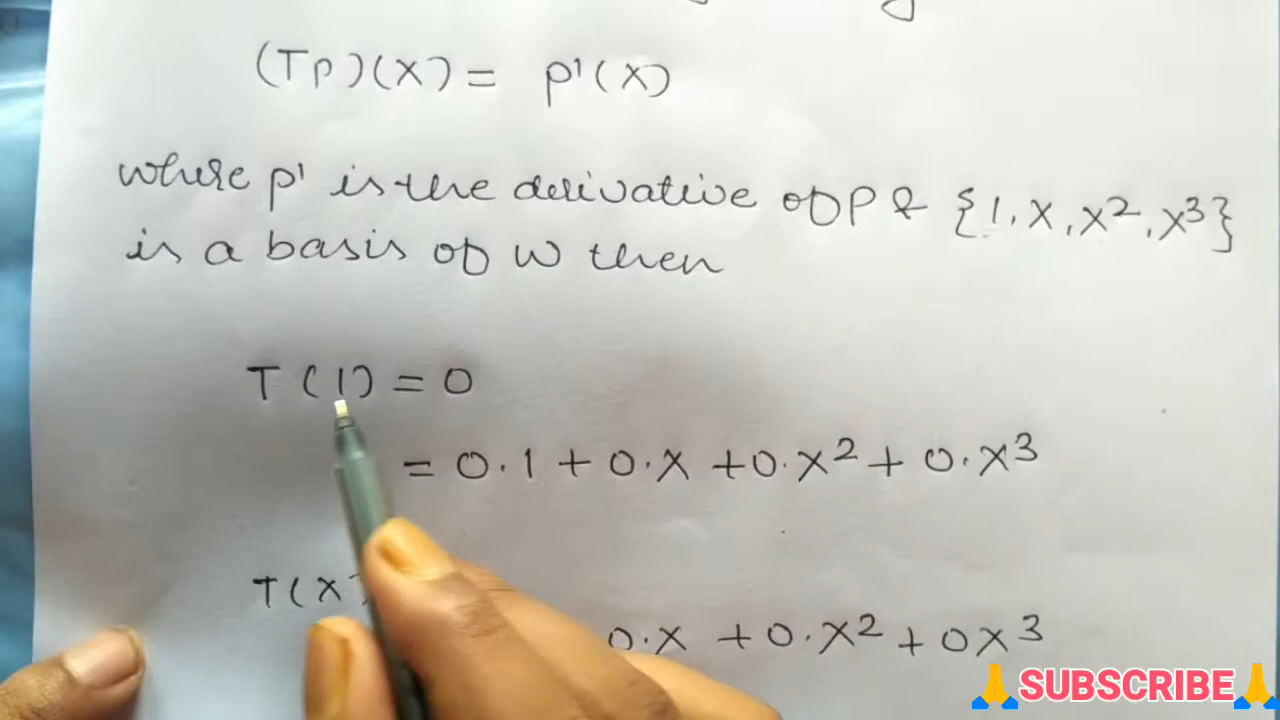 (Tp)(x) = p'(x)
where p' is the derivative of p & {1, x, x², x³}
is a basis of W then
T(1) = 0
= 0.1 + 0.x + 0.x² + 0.x³
T(x)
0.x + 0.x² + 0x³
🙏SUBSCRIBE🙏